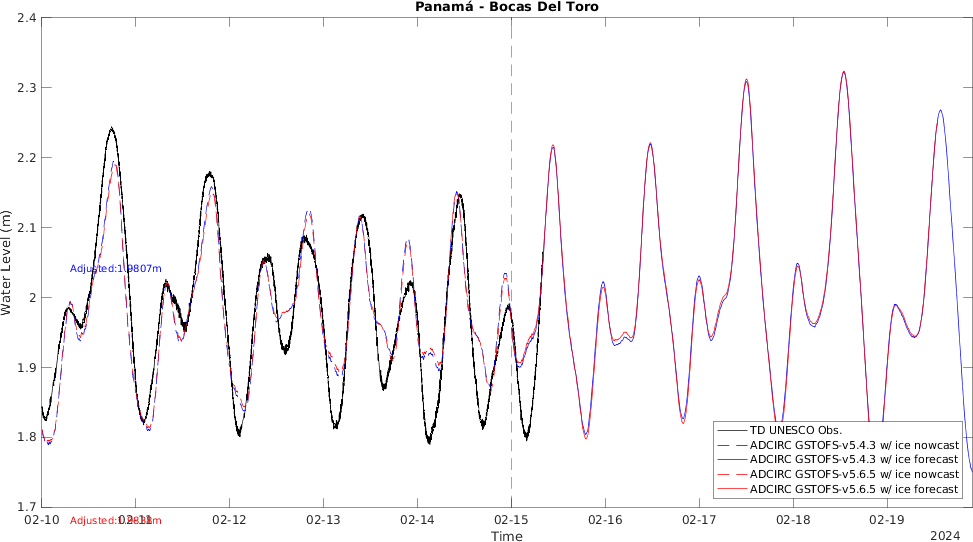 Panamá - Bocas Del Toro
Water Level (m)
2.4
2.3
2.2
2.1
2
1.9
1.8
1.7
Adjusted:1.9807m
TD UNESCO Obs.
ADCIRC GSTOFS-v5.4.3 w/ ice nowcast
ADCIRC GSTOFS-v5.4.3 w/ ice forecast
ADCIRC GSTOFS-v5.6.5 w/ ice nowcast
ADCIRC GSTOFS-v5.6.5 w/ ice forecast
02-10 02-11 02-12 02-13 02-14 02-15 02-16 02-17 02-18 02-19
Time
2024